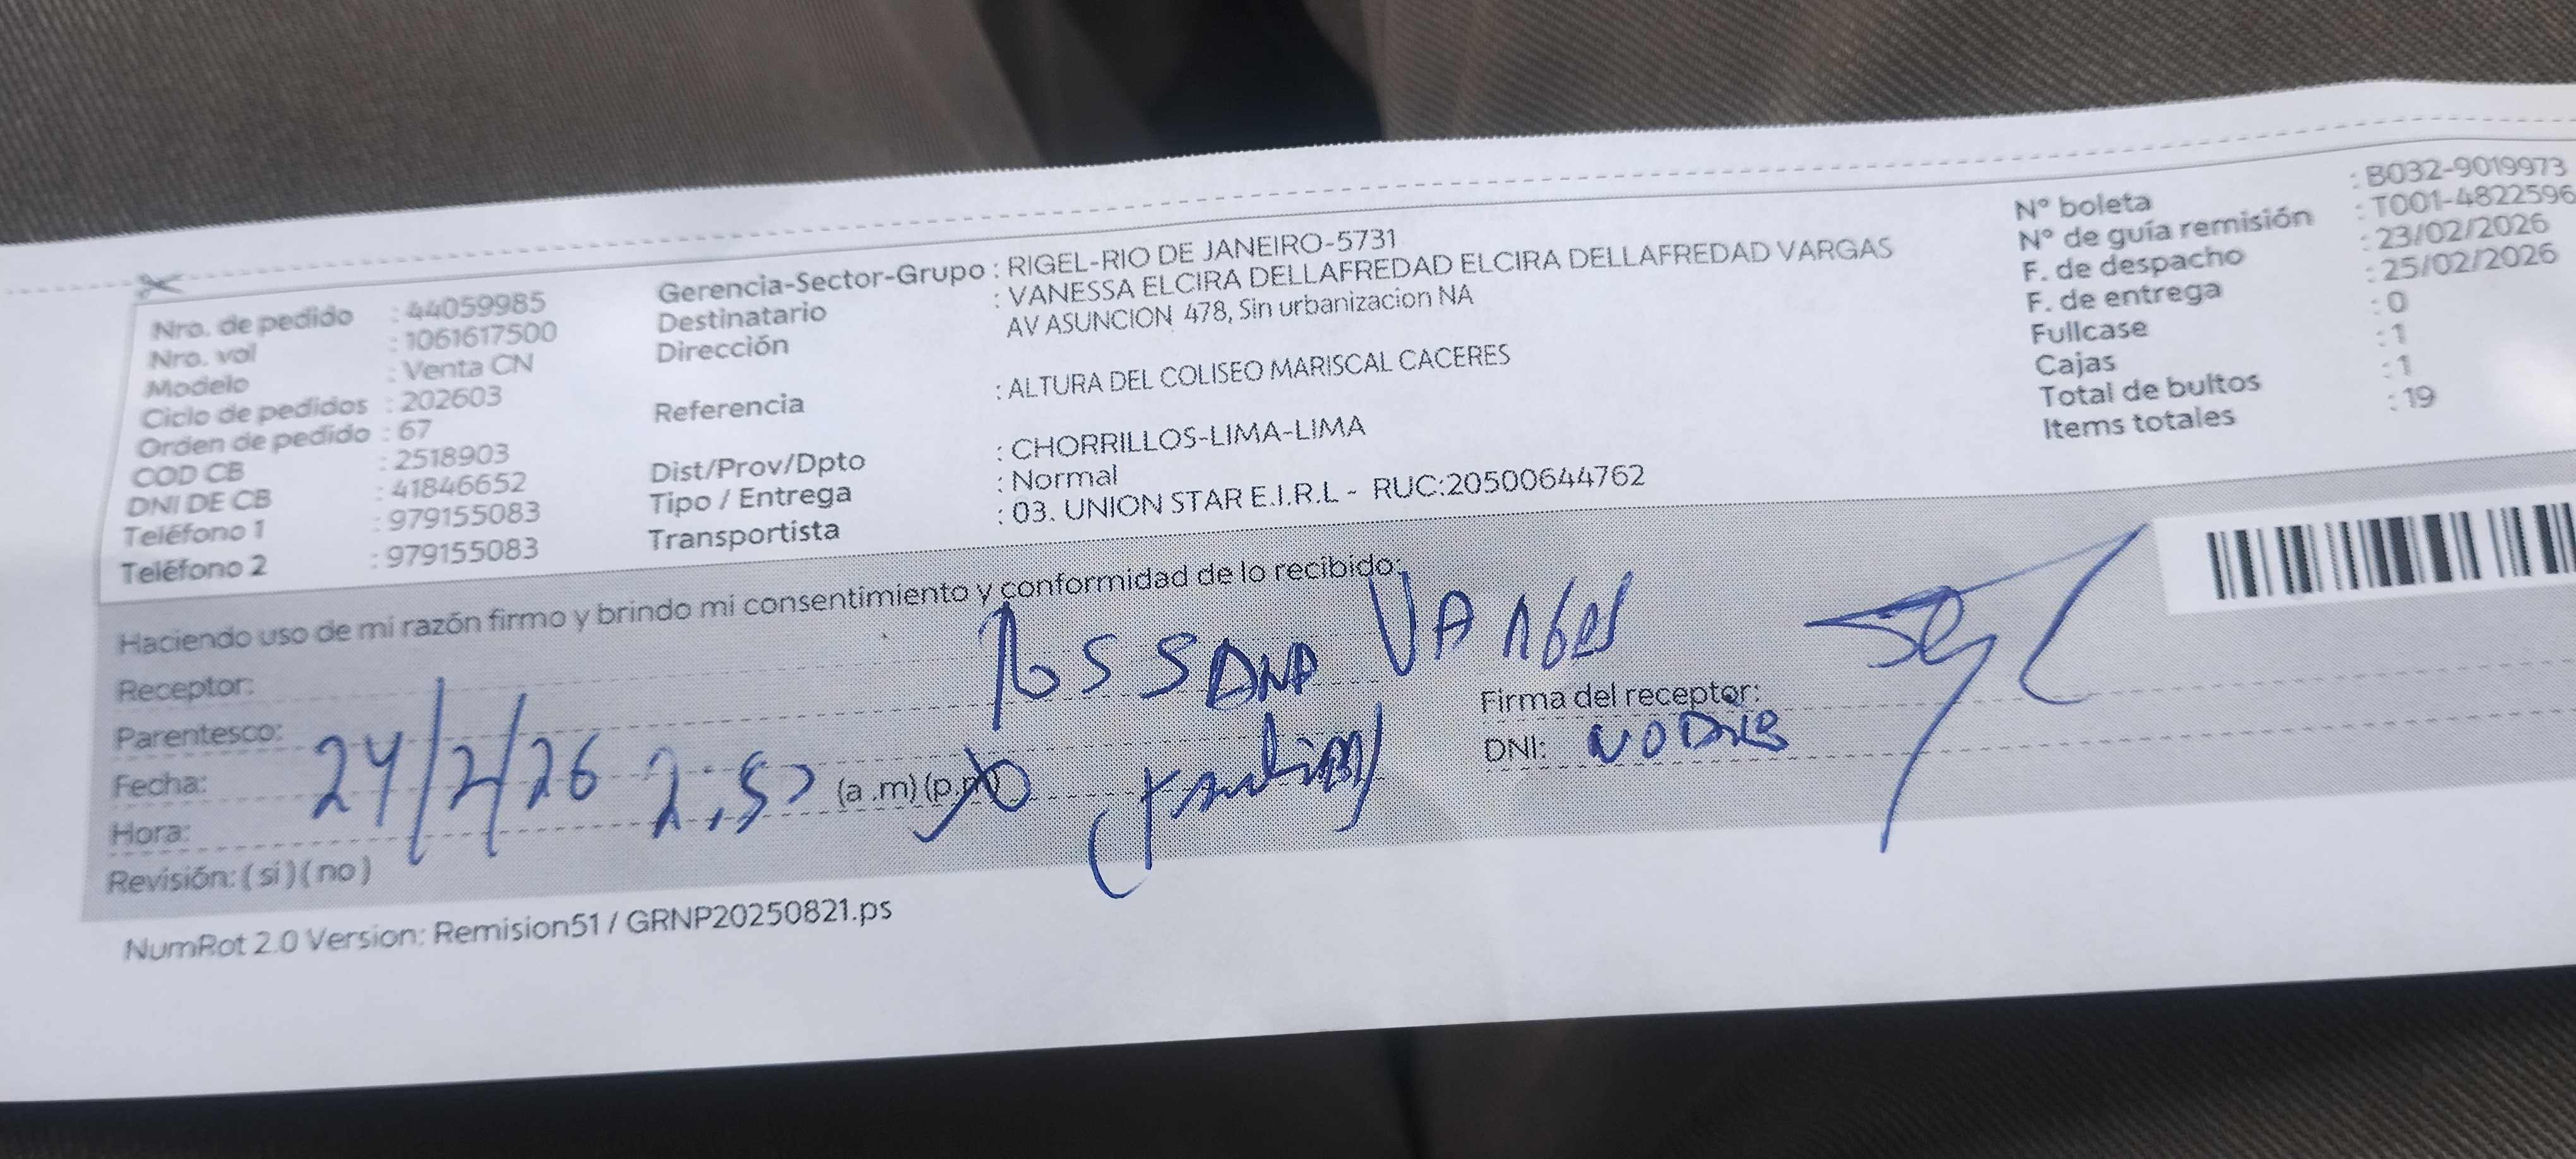 Nro. de pedido : 44059985
Nro. vol : 1061617500
Modelo : Venta CN
Ciclo de pedidos : 202603
Orden de pedido : 67
COD CB : 2518903
DNI DE CB : 41846652
Teléfono 1 : 979155083
Teléfono 2 : 979155083
Gerencia-Sector-Grupo : RIGEL-RIO DE JANEIRO-5731
Destinatario : VANESSA ELCIRA DELLAFREDAD ELCIRA DELLAFREDAD VARGAS
Dirección AV ASUNCION 478, Sin urbanizacion NA
Referencia : ALTURA DEL COLISEO MARISCAL CACERES
Dist/Prov/Dpto : CHORRILLOS-LIMA-LIMA
Tipo / Entrega : Normal
Transportista : 03. UNION STAR E.I.R.L - RUC:20500644762
N° boleta : B032-9019973
N° de guía remisión : T001-4822596
F. de despacho : 23/02/2026
F. de entrega : 25/02/2026
Fullcase : 0
Cajas : 1
Total de bultos : 1
Items totales : 19
Haciendo uso de mi razón firmo y brindo mi consentimiento y conformidad de lo recibido:
Receptor: ROSSANA VARGAS
Parentesco:
Firma del receptor:
Fecha: 24/2/26
DNI: NO
Hora: (a .m) (p.m)
Revisión: ( si ) ( no )
NumRot 2.0 Version: Remision51 / GRNP20250821.ps